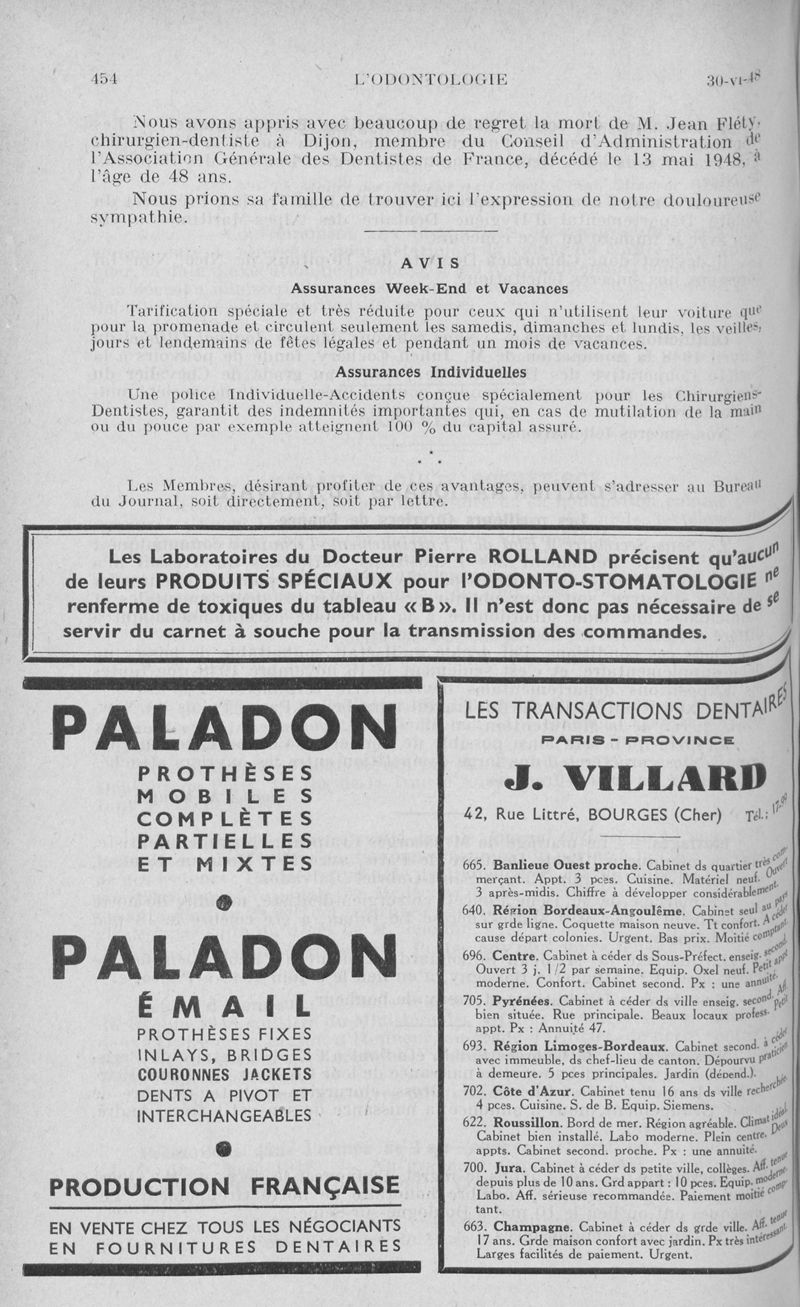 454
L'ODONTOLOGIE
30-VI-48
Nous avons appris avec beaucoup de regret la mort de M. Jean Fléty,
chirurgien-dentiste à Dijon, membre du Conseil d'Administration de
l'Association Générale des Dentistes de France, décédé le 13 mai 1948, à
l'âge de 48 ans.
Nous prions sa famille de trouver ici l'expression de notre douloureuse
sympathie.
AVIS
Assurances Week-End et Vacances
Tarification spéciale et très réduite pour ceux qui n'utilisent leur voiture que
pour la promenade et circulent seulement les samedis, dimanches et lundis, les veilles,
jours et lendemains de fêtes légales et pendant un mois de vacances.
Assurances Individuelles
Une police Individuelle-Accidents conçue spécialement pour les Chirurgiens-
Dentistes, garantit des indemnités importantes qui, en cas de mutilation de la main
ou du pouce par exemple atteignent 100 % du capital assuré.
Les Membres, désirant profiter de ces avantages, peuvent s'adresser au Bureau
du Journal, soit directement, soit par lettre.
Les Laboratoires du Docteur Pierre ROLLAND précisent qu'aucun
de leurs PRODUITS SPÉCIAUX pour l'ODONTO-STOMATOLOGIE ne
renferme de toxiques du tableau « B ». Il n'est donc pas nécessaire de se
servir du carnet à souche pour la transmission des commandes.
PALADON
PROTHÈSES
MOBILES
COMPLÈTES
PARTIELLES
ET MIXTES
PALADON
ÉMAIL
PROTHÈSES FIXES
INLAYS, BRIDGES
COURONNES JACKETS
DENTS A PIVOT ET
INTERCHANGEABLES
PRODUCTION FRANÇAISE
EN VENTE CHEZ TOUS LES NÉGOCIANTS
EN FOURNITURES DENTAIRES
LES TRANSACTIONS DENTAIRES
PARIS - PROVINCE
J. VILLARD
42, Rue Littré, BOURGES (Cher) Tél.:
665. Banlieue Ouest proche. Cabinet ds quartier très com-
merçant. Appt. 3 pces. Cuisine. Matériel neuf. Ouvert
3 après-midis. Chiffre à développer considérablement.
640. Région Bordeaux-Angoulême. Cabinet seul au pays
sur grde ligne. Coquette maison neuve. Tt confort. A céder
cause départ colonies. Urgent. Bas prix. Moitié comptant.
696. Centre. Cabinet à céder ds Sous-Préfect. enseig. second.
Ouvert 3 j. 1/2 par semaine. Equip. Oxel neuf. Petit appt
moderne. Confort. Cabinet second. Px : une annuité.
705. Pyrénées. Cabinet à céder ds ville enseig. second. Aff.
bien située. Rue principale. Beaux locaux profess. Petit
appt. Px : Annuité 47.
693. Région Limoges-Bordeaux. Cabinet second. à céder
avec immeuble, ds chef-lieu de canton. Dépourvu praticien
à demeure. 5 pces principales. Jardin (dépend.).
702. Côte d'Azur. Cabinet tenu 16 ans ds ville recherchée
4 pces. Cuisine. S. de B. Equip. Siemens.
622. Roussillon. Bord de mer. Région agréable. Climat idéal.
Cabinet bien installé. Labo moderne. Plein centre. Deux
appts. Cabinet second. proche. Px : une annuité.
700. Jura. Cabinet à céder ds petite ville, collèges. Aff. tenue
depuis plus de 10 ans. Grd appart : 10 pces. Equip. moderne.
Labo. Aff. sérieuse recommandée. Paiement moitié comp-
tant.
663. Champagne. Cabinet à céder ds grde ville. Aff. tenue
17 ans. Grde maison confort avec jardin. Px très intéressant.
Larges facilités de paiement. Urgent.